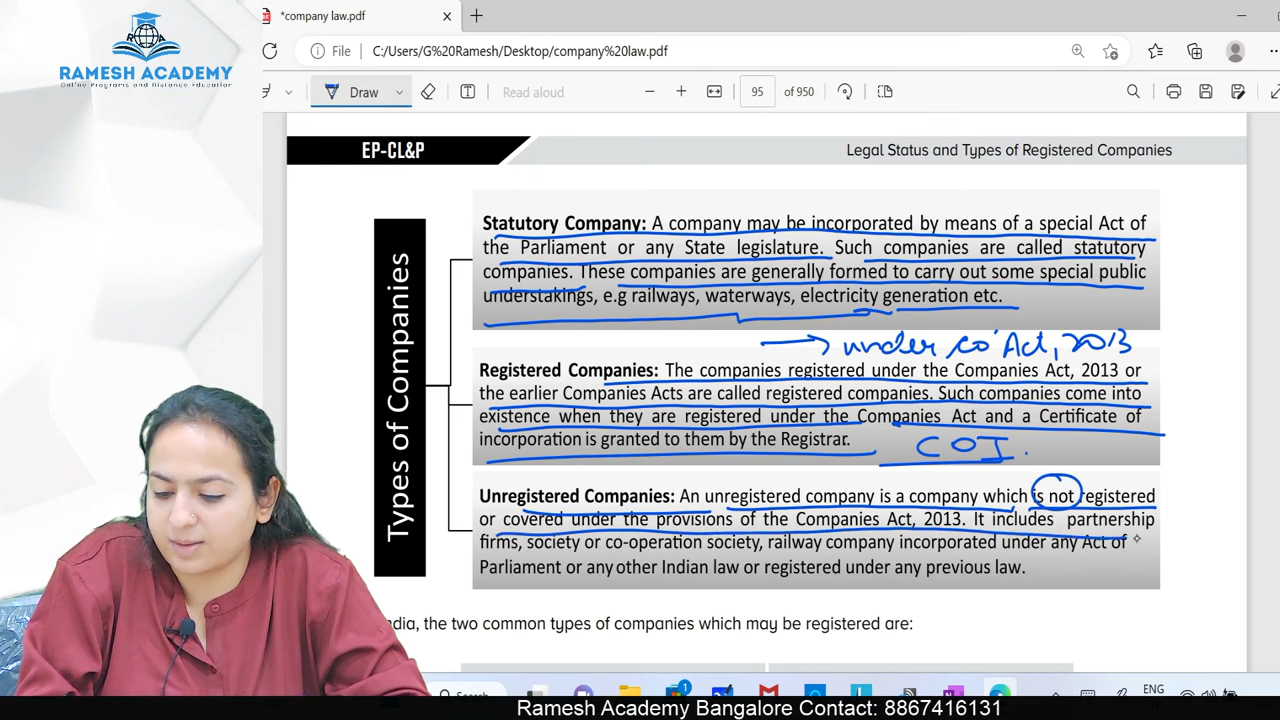 *company law.pdf
RAMESH ACADEMY
Online Programs and Distance Education
File C:/Users/G%20Ramesh/Desktop/company%20law.pdf
Draw Read aloud 95 of 950
EP-CL&P Legal Status and Types of Registered Companies
Types of Companies
Statutory Company: A company may be incorporated by means of a special Act of
the Parliament or any State legislature. Such companies are called statutory
companies. These companies are generally formed to carry out some special public
understakings, e.g railways, waterways, electricity generation etc.
under co' Act, 2013
Registered Companies: The companies registered under the Companies Act, 2013 or
the earlier Companies Acts are called registered companies. Such companies come into
existence when they are registered under the Companies Act and a Certificate of
incorporation is granted to them by the Registrar. COI.
Unregistered Companies: An unregistered company is a company which is not registered
or covered under the provisions of the Companies Act, 2013. It includes partnership
firms, society or co-operation society, railway company incorporated under any Act of
Parliament or any other Indian law or registered under any previous law.
the two common types of companies which may be registered are:
Search ENG
Ramesh Academy Bangalore Contact: 8867416131